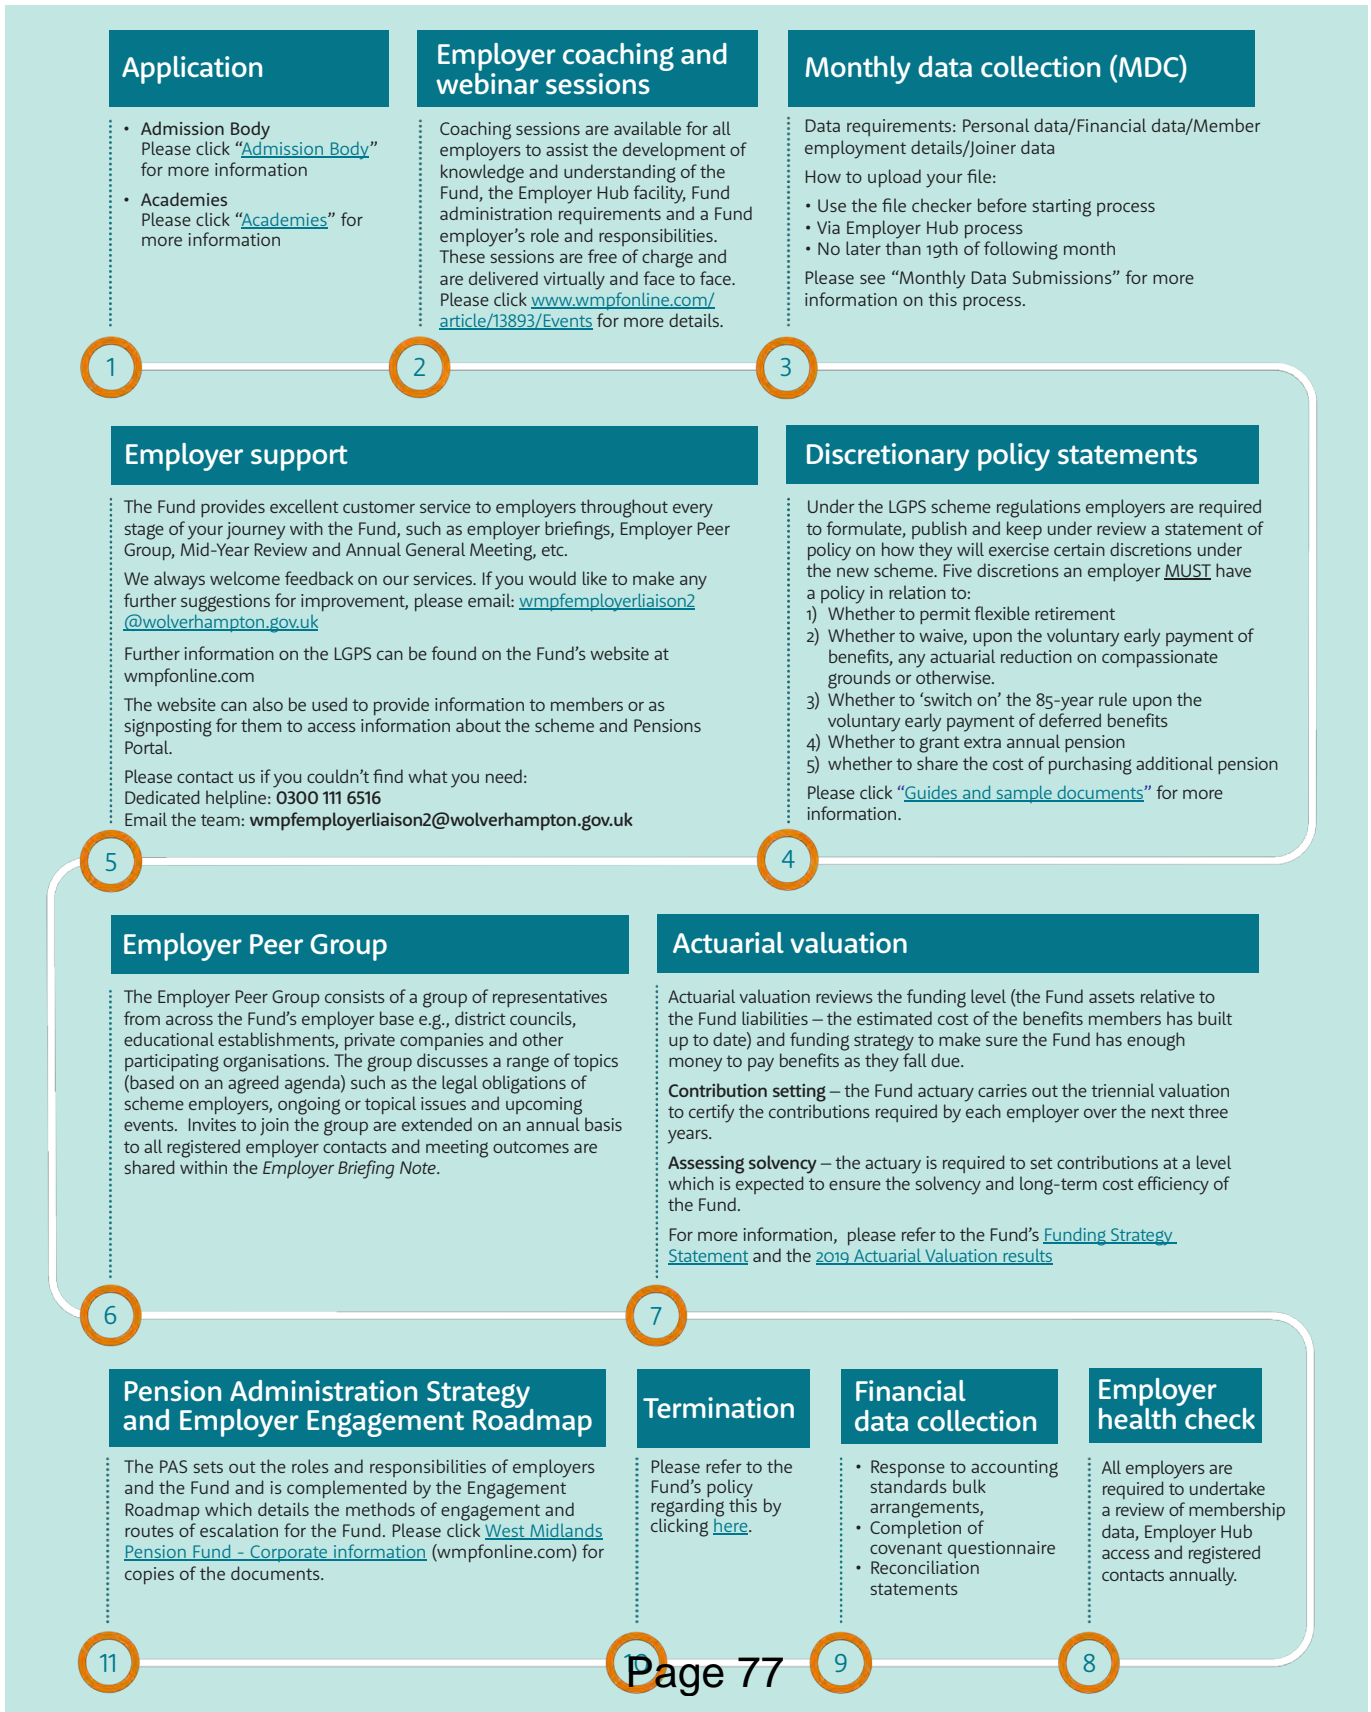 Application
• Admission Body
Please click “Admission Body”
for more information
• Academies
Please click “Academies” for
more information
1
Employer coaching and
webinar sessions
Coaching sessions are available for all
employers to assist the development of
knowledge and understanding of the
Fund, the Employer Hub facility, Fund
administration requirements and a Fund
employer’s role and responsibilities.
These sessions are free of charge and
are delivered virtually and face to face.
Please click www.wmpfonline.com/
article/13893/Events for more details.
2
Monthly data collection (MDC)
Data requirements: Personal data/Financial data/Member
employment details/Joiner data
How to upload your file:
• Use the file checker before starting process
• Via Employer Hub process
• No later than 19th of following month
Please see “Monthly Data Submissions” for more
information on this process.
3
Discretionary policy statements
Under the LGPS scheme regulations employers are required
to formulate, publish and keep under review a statement of
policy on how they will exercise certain discretions under
the new scheme. Five discretions an employer MUST have
a policy in relation to:
1) Whether to permit flexible retirement
2) Whether to waive, upon the voluntary early payment of
benefits, any actuarial reduction on compassionate
grounds or otherwise.
3) Whether to ‘switch on’ the 85-year rule upon the
voluntary early payment of deferred benefits
4) Whether to grant extra annual pension
5) whether to share the cost of purchasing additional pension
Please click “Guides and sample documents” for more
information.
4
Employer support
The Fund provides excellent customer service to employers throughout every
stage of your journey with the Fund, such as employer briefings, Employer Peer
Group, Mid-Year Review and Annual General Meeting, etc.
We always welcome feedback on our services. If you would like to make any
further suggestions for improvement, please email: wmpfemployerliaison2
@wolverhampton.gov.uk
Further information on the LGPS can be found on the Fund’s website at
wmpfonline.com
The website can also be used to provide information to members or as
signposting for them to access information about the scheme and Pensions
Portal.
Please contact us if you couldn’t find what you need:
Dedicated helpline: 0300 111 6516
Email the team: wmpfemployerliaison2@wolverhampton.gov.uk
5
Employer Peer Group
The Employer Peer Group consists of a group of representatives
from across the Fund’s employer base e.g., district councils,
educational establishments, private companies and other
participating organisations. The group discusses a range of topics
(based on an agreed agenda) such as the legal obligations of
scheme employers, ongoing or topical issues and upcoming
events. Invites to join the group are extended on an annual basis
to all registered employer contacts and meeting outcomes are
shared within the Employer Briefing Note.
6
Actuarial valuation
Actuarial valuation reviews the funding level (the Fund assets relative to
the Fund liabilities – the estimated cost of the benefits members has built
up to date) and funding strategy to make sure the Fund has enough
money to pay benefits as they fall due.
Contribution setting – the Fund actuary carries out the triennial valuation
to certify the contributions required by each employer over the next three
years.
Assessing solvency – the actuary is required to set contributions at a level
which is expected to ensure the solvency and long-term cost efficiency of
the Fund.
For more information, please refer to the Fund’s Funding Strategy
Statement and the 2019 Actuarial Valuation results
7
Employer
health check
All employers are
required to undertake
a review of membership
data, Employer Hub
access and registered
contacts annually.
8
Financial
data collection
• Response to accounting
standards bulk
arrangements,
• Completion of
covenant questionnaire
• Reconciliation
statements
9
Termination
Please refer to the
Fund’s policy
regarding this by
clicking here.
10
Pension Administration Strategy
and Employer Engagement Roadmap
The PAS sets out the roles and responsibilities of employers
and the Fund and is complemented by the Engagement
Roadmap which details the methods of engagement and
routes of escalation for the Fund. Please click West Midlands
Pension Fund - Corporate information (wmpfonline.com) for
copies of the documents.
11
Page 77